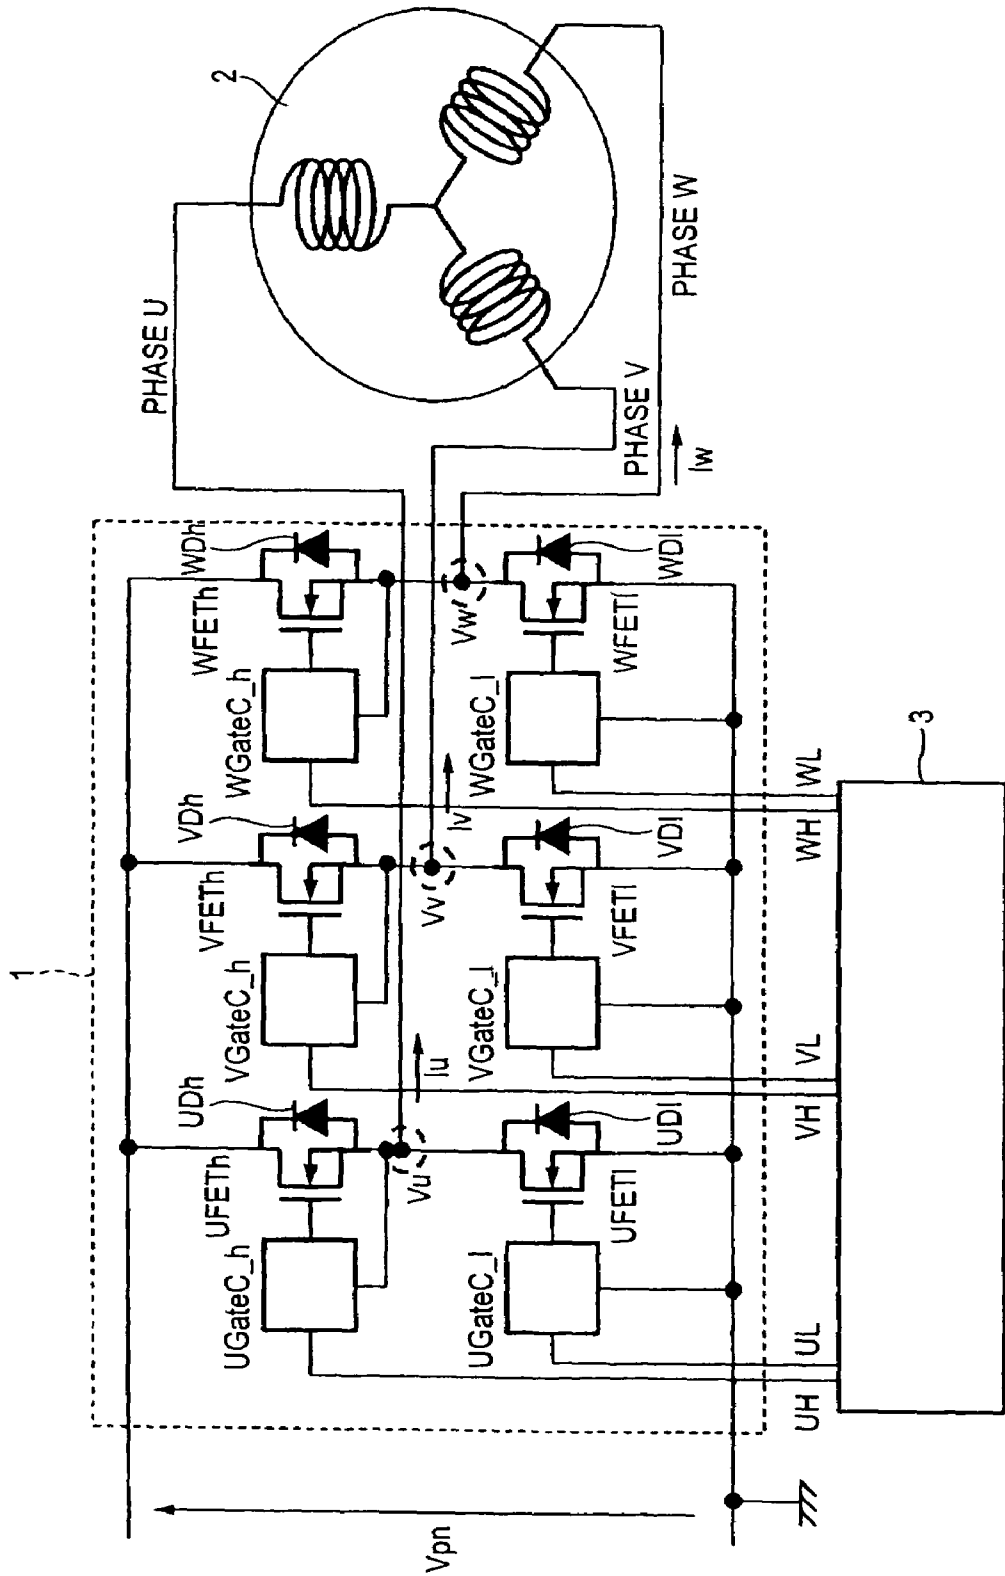 1
2
PHASE U
UDh
VDh
WDh
UFETh
VFETh
WFETh
UGateC_h
VGateC_h
WGateC_h
Vpn
Vu
Iu
Vv
Iv
Vw
PHASE V
Iw
PHASE W
UGateC_l
VGateC_l
WGateC_l
UFETl
VFETl
WFETl
UDl
VDl
WDl
UH
UL
VH
VL
WH
WL
3